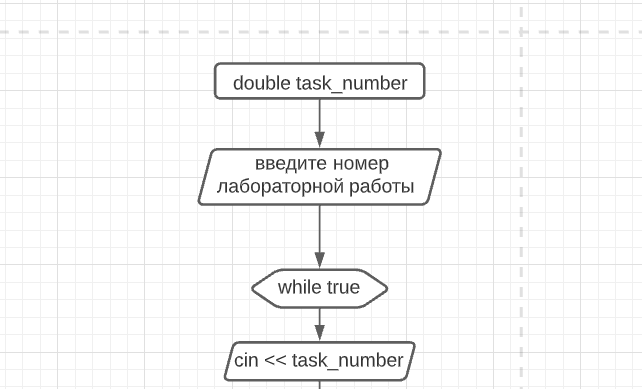 double task_number
введите номер
лабораторной работы
while true
cin << task_number